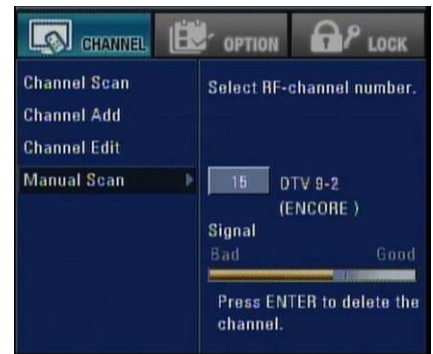 CHANNEL OPTION LOCK
Channel Scan
Channel Add
Channel Edit
Manual Scan
Select RF-channel number.
15 DTV 9-2
(ENCORE )
Signal
Bad Good
Press ENTER to delete the
channel.